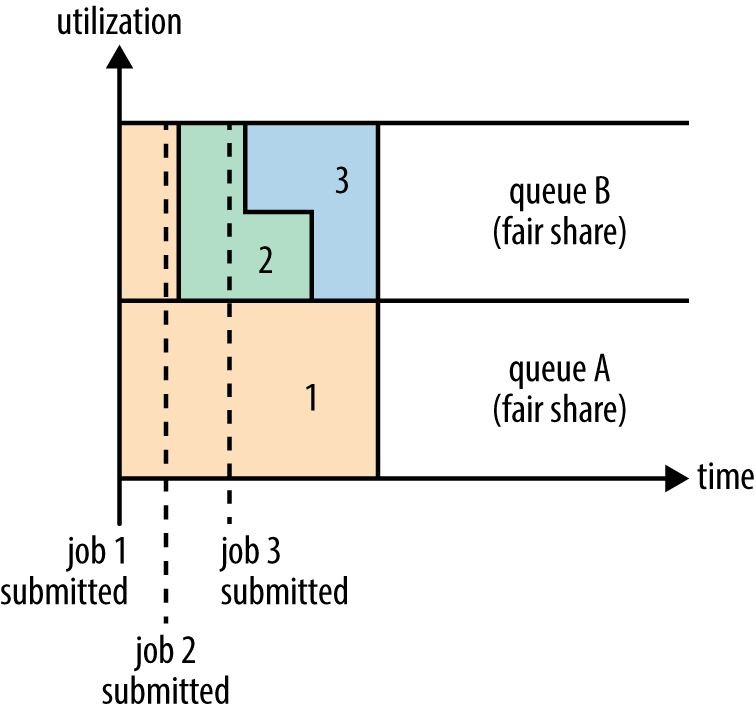 utilization
3
queue B
(fair share)
2
queue A
(fair share)
1
time
job 1
submitted
job 3
submitted
job 2
submitted